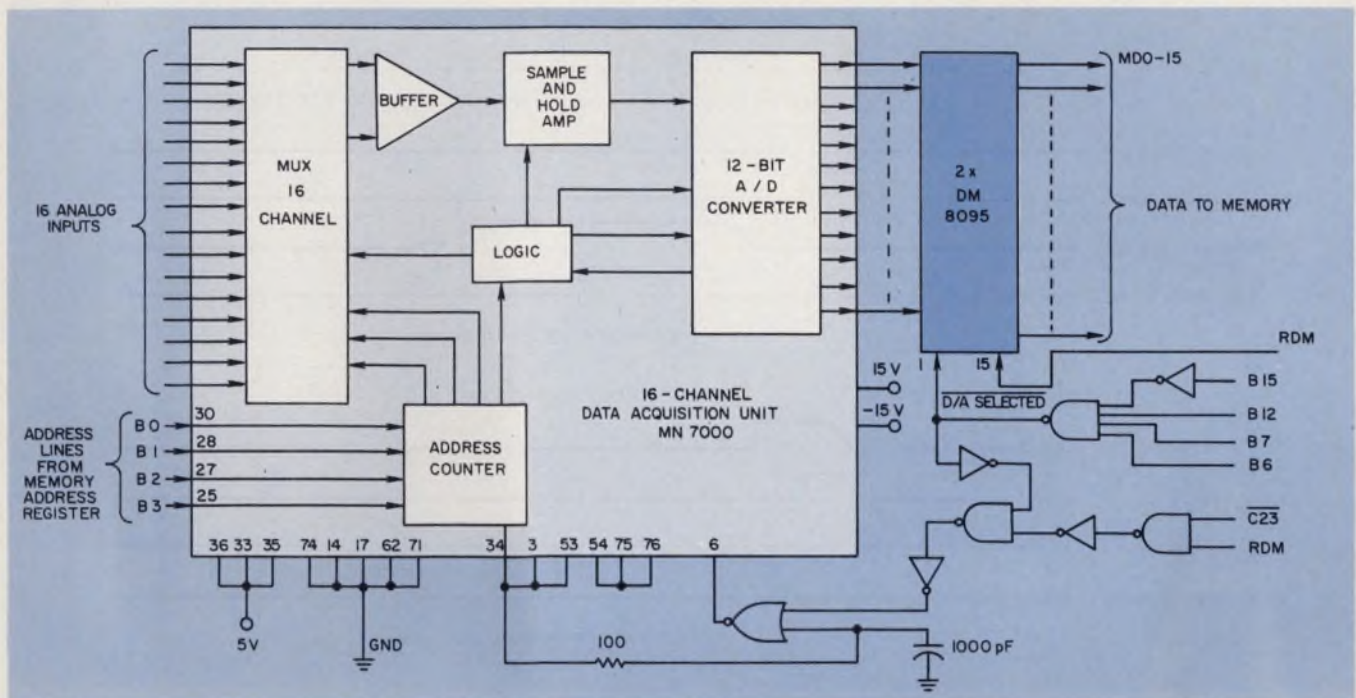 16 ANALOG
INPUTS
MUX
16
CHANNEL
BUFFER
SAMPLE
AND
HOLD
AMP
LOGIC
12-BIT
A/D
CONVERTER
2x
DM
8095
MDO-15
DATA TO MEMORY
1
15
RDM
D/A SELECTED
B15
B12
B7
B6
C23
RDM
15V
-15V
16-CHANNEL
DATA ACQUISITION UNIT
MN 7000
ADDRESS
LINES
FROM
MEMORY
ADDRESS
REGISTER
B0
B1
B2
B3
30
28
27
25
ADDRESS
COUNTER
36 33 35 74 14 17 62 71 34 3 53 54 75 76 6
5V
GND
100
1000 pF